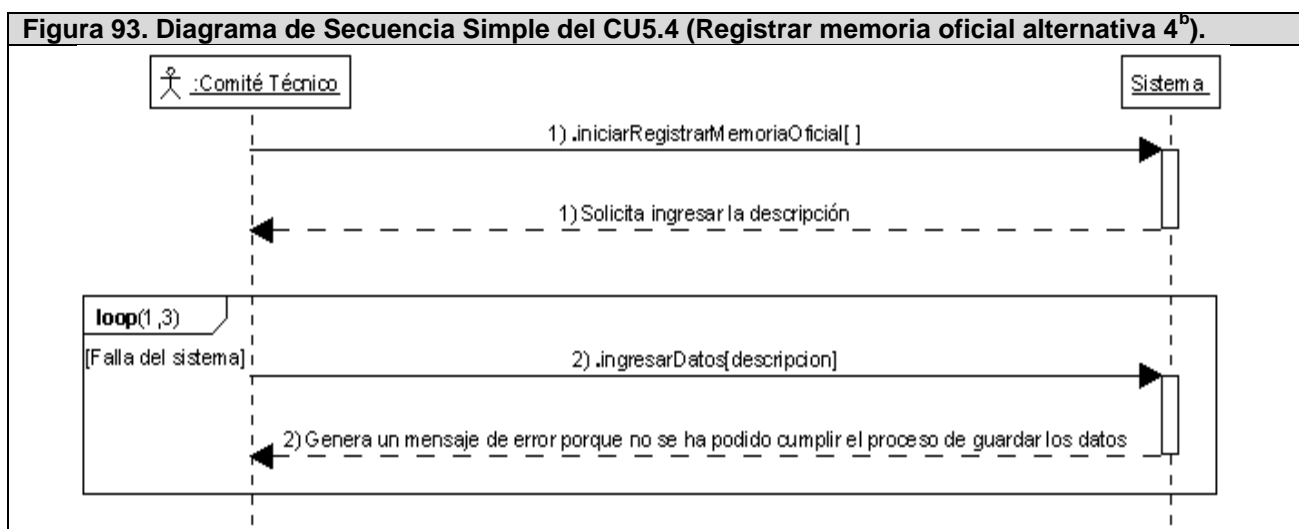 Figura 93. Diagrama de Secuencia Simple del CU5.4 (Registrar memoria oficial alternativa 4b).
:Comité Técnico
Sistema
1) .iniciarRegistrarMemoriaOficial[ ]
1) Solicita ingresar la descripción
loop(1,3)
[Falla del sistema]
2) .ingresarDatos[descripcion]
2) Genera un mensaje de error porque no se ha podido cumplir el proceso de guardar los datos